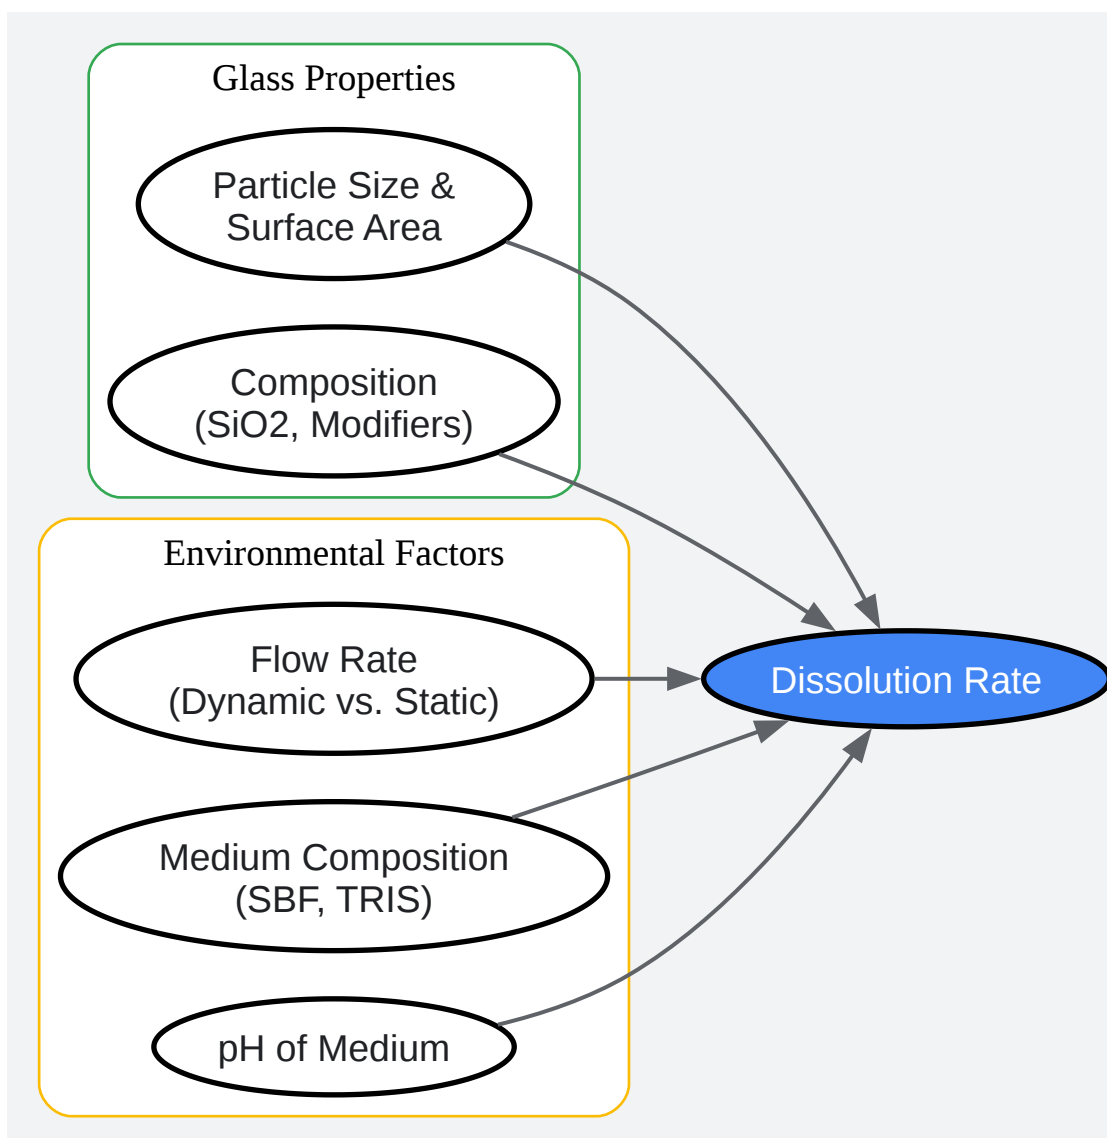 Glass Properties
Particle Size &
Surface Area
Composition
(SiO2, Modifiers)
Environmental Factors
Flow Rate
(Dynamic vs. Static)
Dissolution Rate
Medium Composition
(SBF, TRIS)
pH of Medium